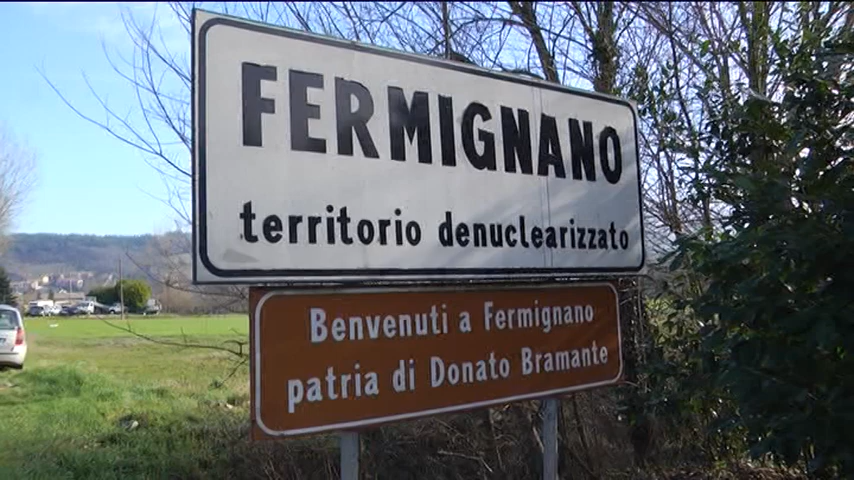 FERMIGNANO
territorio denuclearizzato
Benvenuti a Fermignano
patria di Donato Bramante